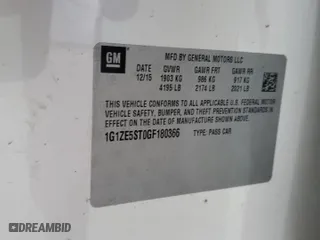 GM
MFD BY GENERAL MOTORS LLC
DATE GVWR GAWR FRT GAWR RR
12/15 1903 KG 986 KG 917 KG
4195 LB 2174 LB 2021 LB
THIS VEHICLE CONFORMS TO ALL APPLICABLE U.S. FEDERAL
MOTOR VEHICLE SAFETY, BUMPER, AND
THEFT PREVENTION STANDARDS IN EFFECT ON THE
DATE OF MANUFACTURE SHOWN ABOVE.
1G1ZE5ST0GF180366 TYPE: PASS CAR
DREAMBID